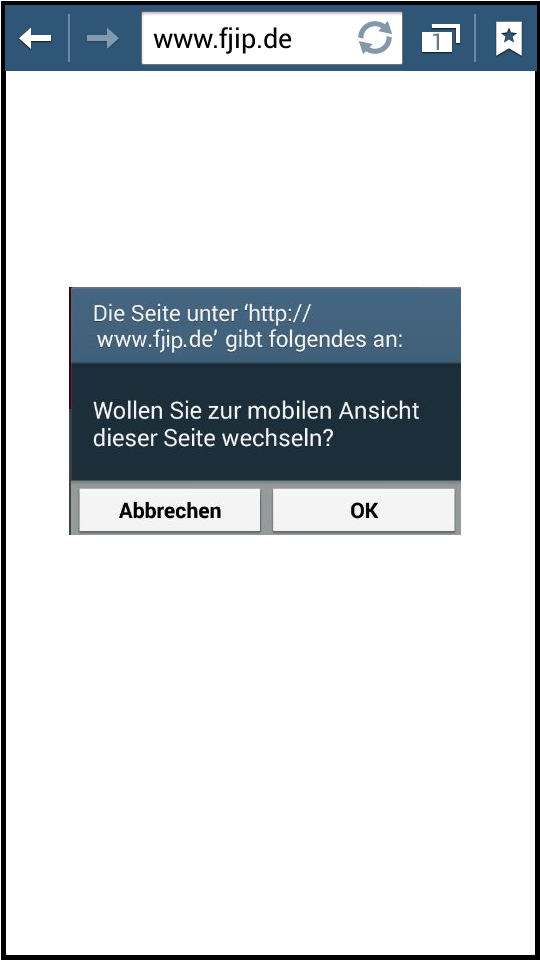 www.fjip.de
1
Die Seite unter ‘http://
www.fjip.de’ gibt folgendes an:
Wollen Sie zur mobilen Ansicht
dieser Seite wechseln?
Abbrechen OK